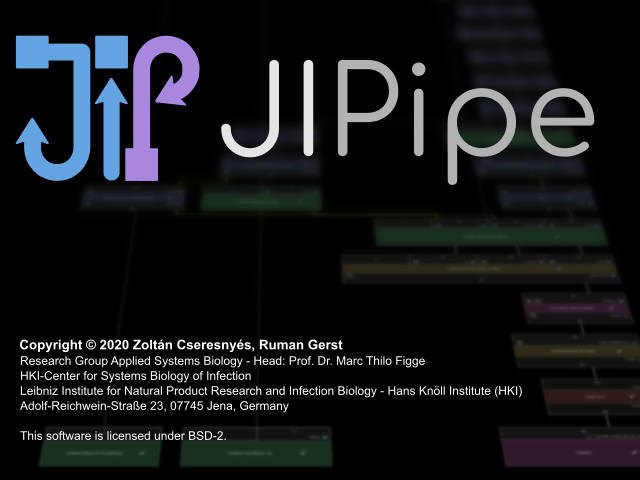 JIPipe
Copyright © 2020 Zoltán Cseresnyés, Ruman Gerst
Research Group Applied Systems Biology - Head: Prof. Dr. Marc Thilo Figge
HKI-Center for Systems Biology of Infection
Leibniz Institute for Natural Product Research and Infection Biology - Hans Knöll Institute (HKI)
Adolf-Reichwein-Straße 23, 07745 Jena, Germany
This software is licensed under BSD-2.